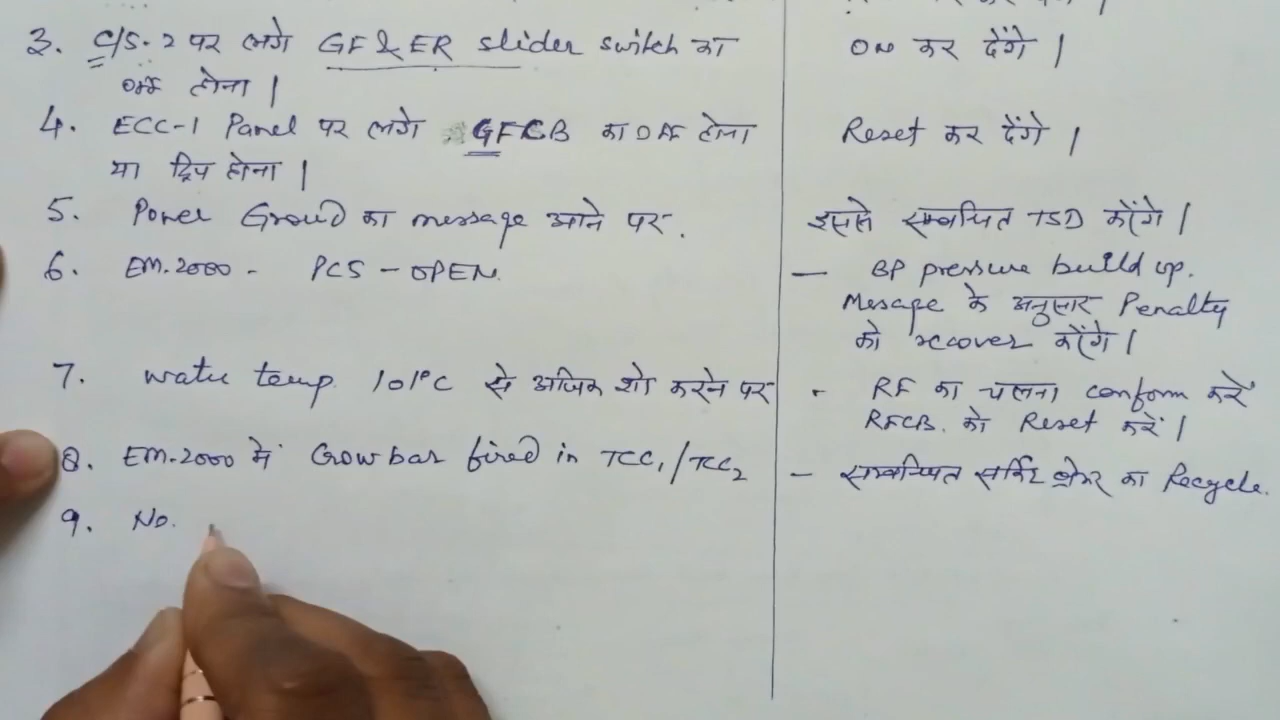 3. C/S-2 पर लगे GF & ER slider switch का ON कर देंगे |
off होना |
4. ECC-1 Panel पर लगे GFCB का OFF होना Reset कर देंगे |
या ट्रिप होना |
5. Power Ground का message आने पर. इससे सम्बंधित TSD करेंगे |
6. EM.2000 - PCS - OPEN. — BP pressure build up.
Message के अनुसार Penalty
को recover करेंगे |
7. Water temp. 101°C से अधिक शो करने पर - RF का चलना conform करें
RFCB. को Reset करें |
8. EM.2000 में Crowbar fired in TCC1/TCC2 - सम्बन्धित सर्किट ब्रेकर का Recycle.
9. No.